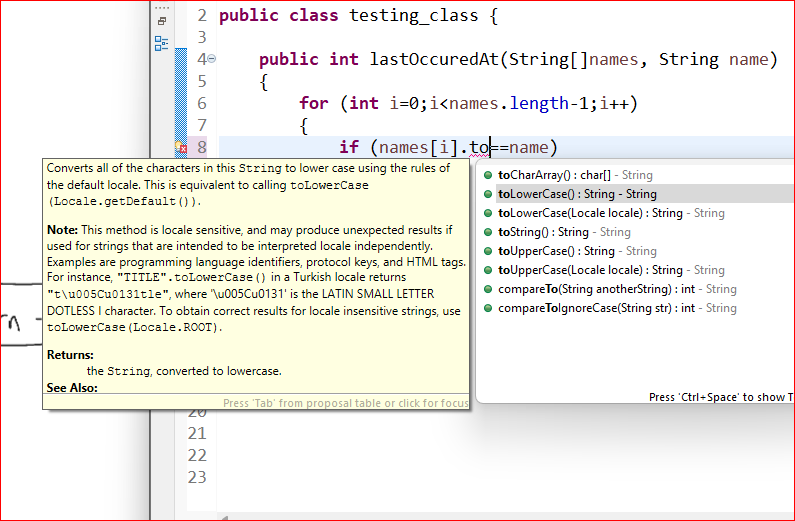 2 public class testing_class {
3
4 public int lastOccuredAt(String[]names, String name)
5 {
6 for (int i=0;i<names.length-1;i++)
7 {
8 if (names[i].to==name)
Converts all of the characters in this String to lower case using the rules of
the default locale. This is equivalent to calling toLowerCase
(Locale.getDefault()).
Note: This method is locale sensitive, and may produce unexpected results if
used for strings that are intended to be interpreted locale independently.
Examples are programming language identifiers, protocol keys, and HTML tags.
For instance, "TITLE".toLowerCase() in a Turkish locale returns
"t\u005Cu0131tle", where '\u005Cu0131' is the LATIN SMALL LETTER
DOTLESS I character. To obtain correct results for locale insensitive strings, use
toLowerCase(Locale.ROOT).
Returns:
the String, converted to lowercase.
See Also:
Press 'Tab' from proposal table or click for focus
toCharArray() : char[] - String
toLowerCase() : String - String
toLowerCase(Locale locale) : String - String
toString() : String - String
toUpperCase() : String - String
toUpperCase(Locale locale) : String - String
compareTo(String anotherString) : int - String
compareToIgnoreCase(String str) : int - String
Press 'Ctrl+Space' to show T
20
21
22
23